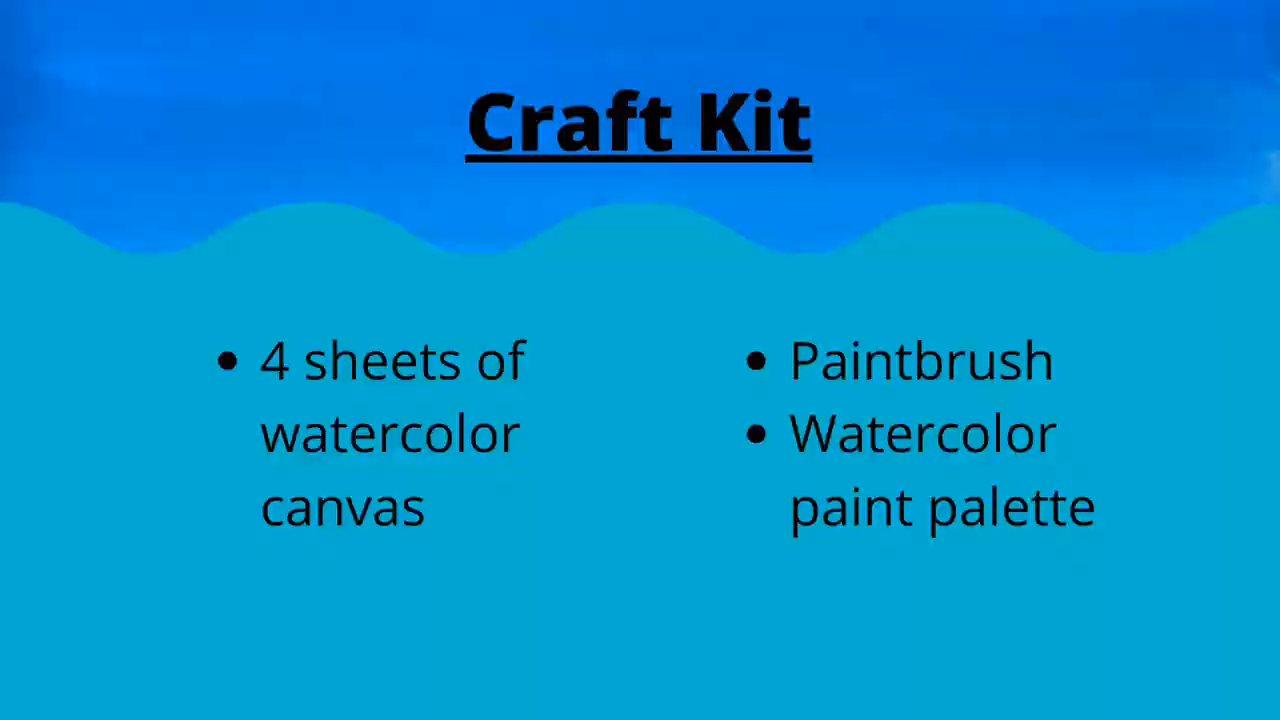 Craft Kit
• 4 sheets of
watercolor
canvas
• Paintbrush
• Watercolor
paint palette